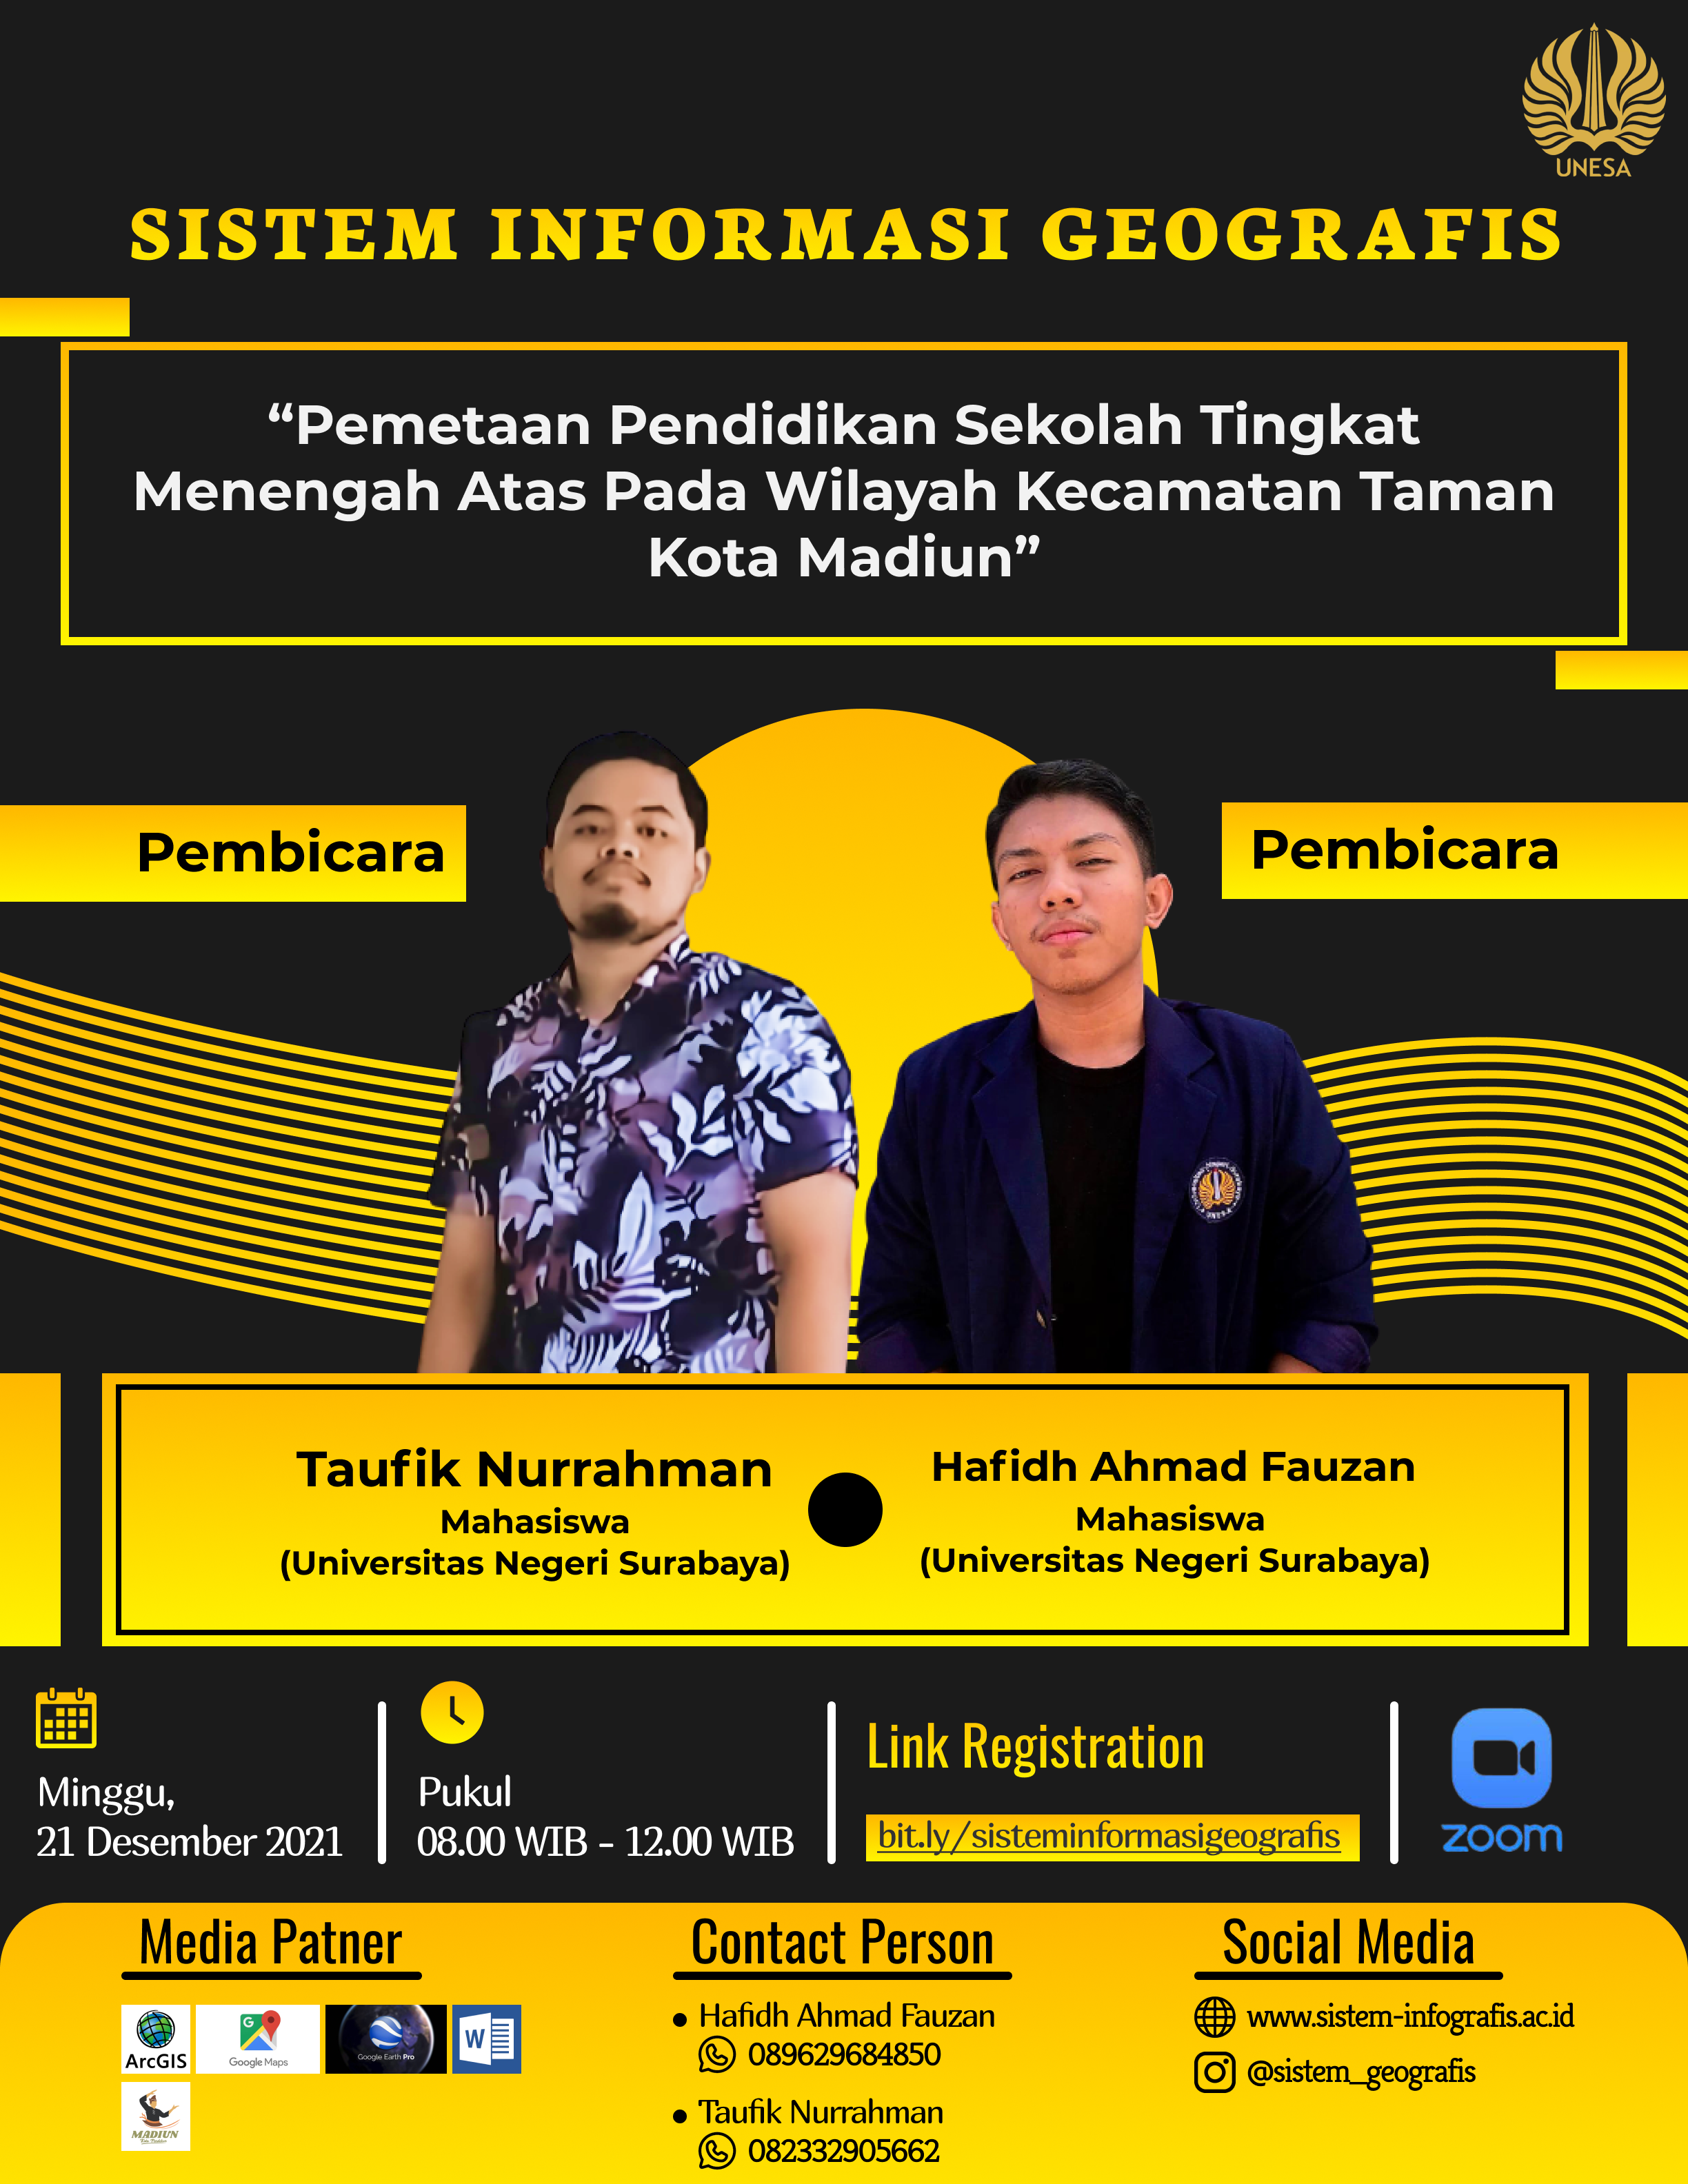 UNESA
SISTEM INFORMASI GEOGRAFIS
“Pemetaan Pendidikan Sekolah Tingkat
Menengah Atas Pada Wilayah Kecamatan Taman
Kota Madiun”
Pembicara
Pembicara
Taufik Nurrahman
Mahasiswa
(Universitas Negeri Surabaya)
Hafidh Ahmad Fauzan
Mahasiswa
(Universitas Negeri Surabaya)
Minggu,
21 Desember 2021
Pukul
08.00 WIB - 12.00 WIB
Link Registration
bit.ly/sisteminformasigeografis
zoom
Media Patner
ArcGIS
G
Google Maps
Google Earth Pro
W
MADIUN
Contact Person
• Hafidh Ahmad Fauzan
089629684850
• Taufik Nurrahman
082332905662
Social Media
www.sistem-infografis.ac.id
@sistem_geografis